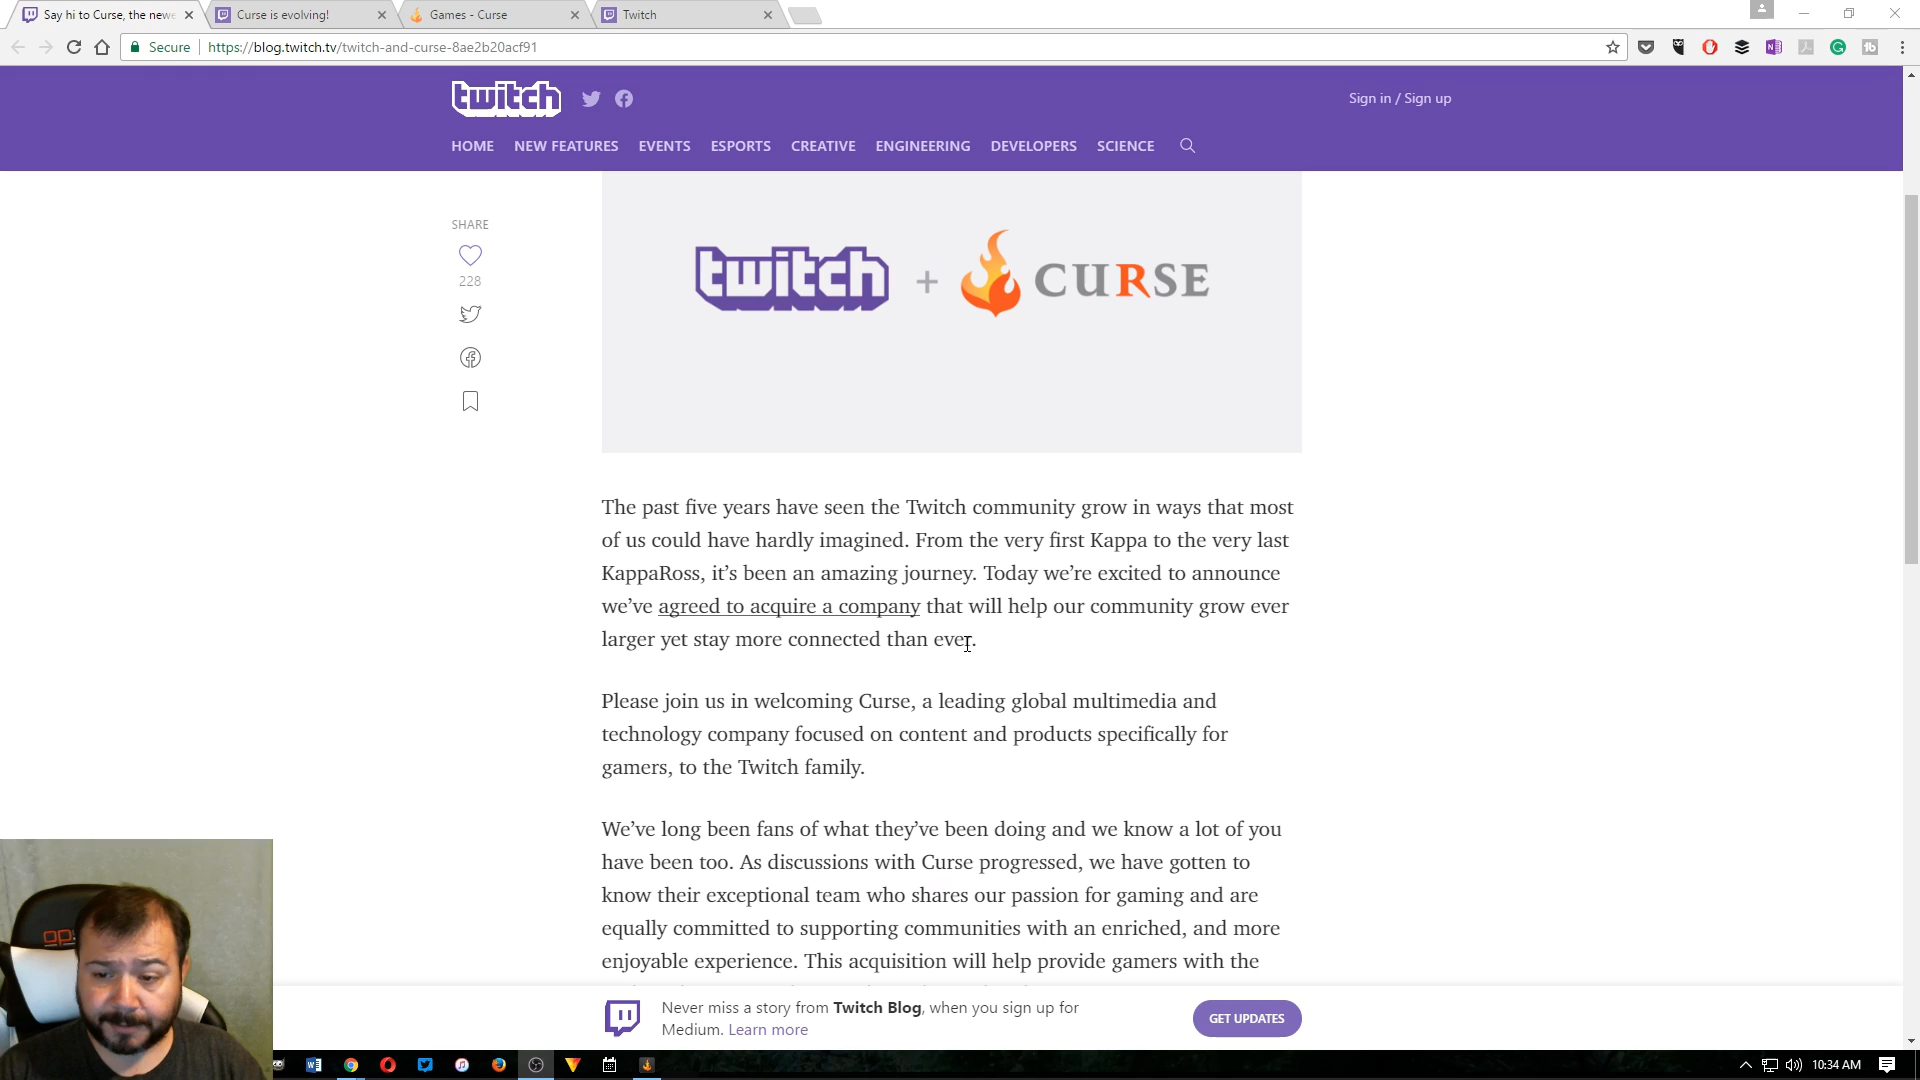 Say hi to Curse, the newe
Curse is evolving!
Games - Curse
Twitch
Secure
https://blog.twitch.tv/twitch-and-curse-8ae2b20acf91
twitch
Sign in / Sign up
HOME NEW FEATURES EVENTS ESPORTS CREATIVE ENGINEERING DEVELOPERS SCIENCE
SHARE
228
twitch + CURSE
The past five years have seen the Twitch community grow in ways that most
of us could have hardly imagined. From the very first Kappa to the very last
KappaRoss, it’s been an amazing journey. Today we’re excited to announce
we’ve agreed to acquire a company that will help our community grow ever
larger yet stay more connected than ever.
Please join us in welcoming Curse, a leading global multimedia and
technology company focused on content and products specifically for
gamers, to the Twitch family.
We’ve long been fans of what they’ve been doing and we know a lot of you
have been too. As discussions with Curse progressed, we have gotten to
know their exceptional team who shares our passion for gaming and are
equally committed to supporting communities with an enriched, and more
enjoyable experience. This acquisition will help provide gamers with the
Never miss a story from Twitch Blog, when you sign up for
Medium. Learn more
GET UPDATES
10:34 AM